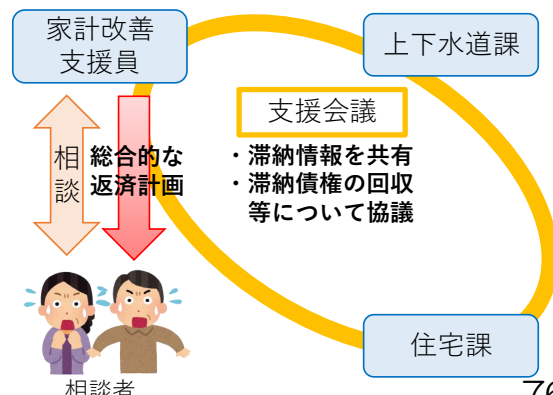 家計改善
支援員
上下水道課
支援会議
・滞納情報を共有
・滞納債権の回収
等について協議
相談
総合的な
返済計画
住宅課
相談者